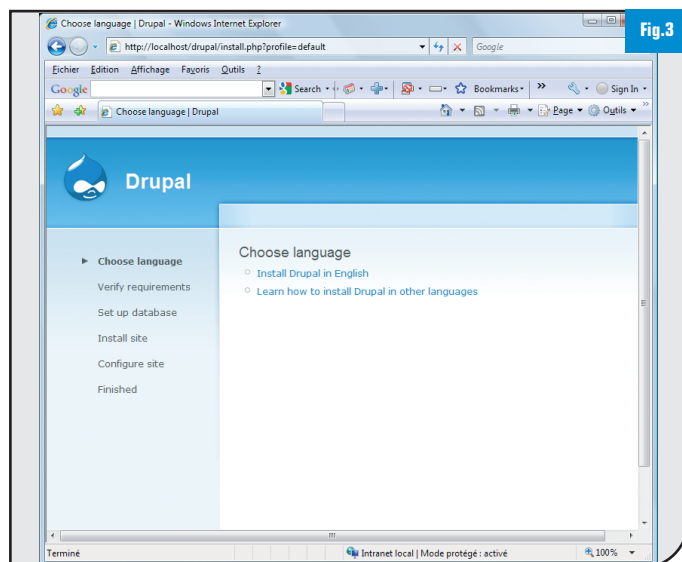 Choose language | Drupal - Windows Internet Explorer
Fig.3
http://localhost/drupal/install.php?profile=default
Google
Fichier Edition Affichage Favoris Outils ?
Google Search Bookmarks Sign In
Choose language | Drupal Page Outils
Drupal
Choose language
Verify requirements
Set up database
Install site
Configure site
Finished
Choose language
Install Drupal in English
Learn how to install Drupal in other languages
Terminé Intranet local | Mode protégé : activé 100%